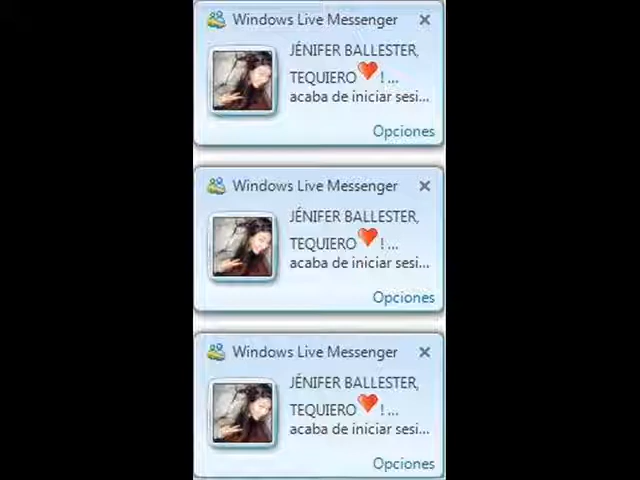 Windows Live Messenger
JÉNIFER BALLESTER,
TEQUIERO❤! ...
acaba de iniciar sesi...
Opciones
Windows Live Messenger
JÉNIFER BALLESTER,
TEQUIERO❤! ...
acaba de iniciar sesi...
Opciones
Windows Live Messenger
JÉNIFER BALLESTER,
TEQUIERO❤! ...
acaba de iniciar sesi...
Opciones